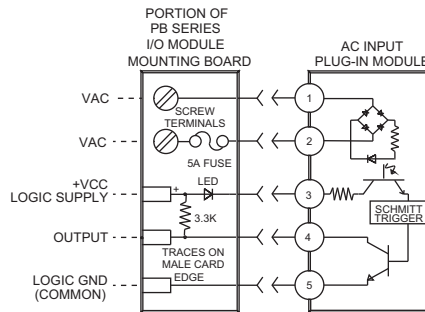 PORTION OF
PB SERIES
I/O MODULE
MOUNTING BOARD
AC INPUT
PLUG-IN MODULE
VAC
SCREW
TERMINALS
1
VAC
5A FUSE
2
+VCC
LOGIC SUPPLY
+
LED
3
3.3K
SCHMITT
TRIGGER
OUTPUT
4
TRACES ON
MALE CARD
EDGE
LOGIC GND
(COMMON)
5